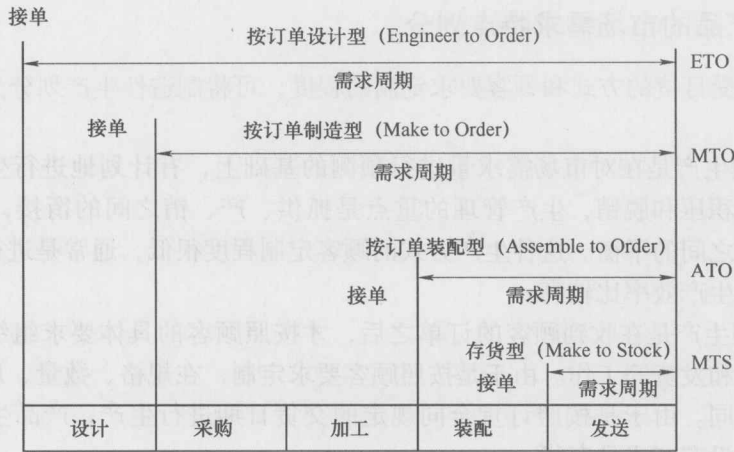 接单
按订单设计型（Engineer to Order）
需求周期
ETO
接单
按订单制造型（Make to Order）
需求周期
MTO
按订单装配型（Assemble to Order）
接单
需求周期
ATO
存货型（Make to Stock）
接单
需求周期
MTS
设计 采购 加工 装配 发送